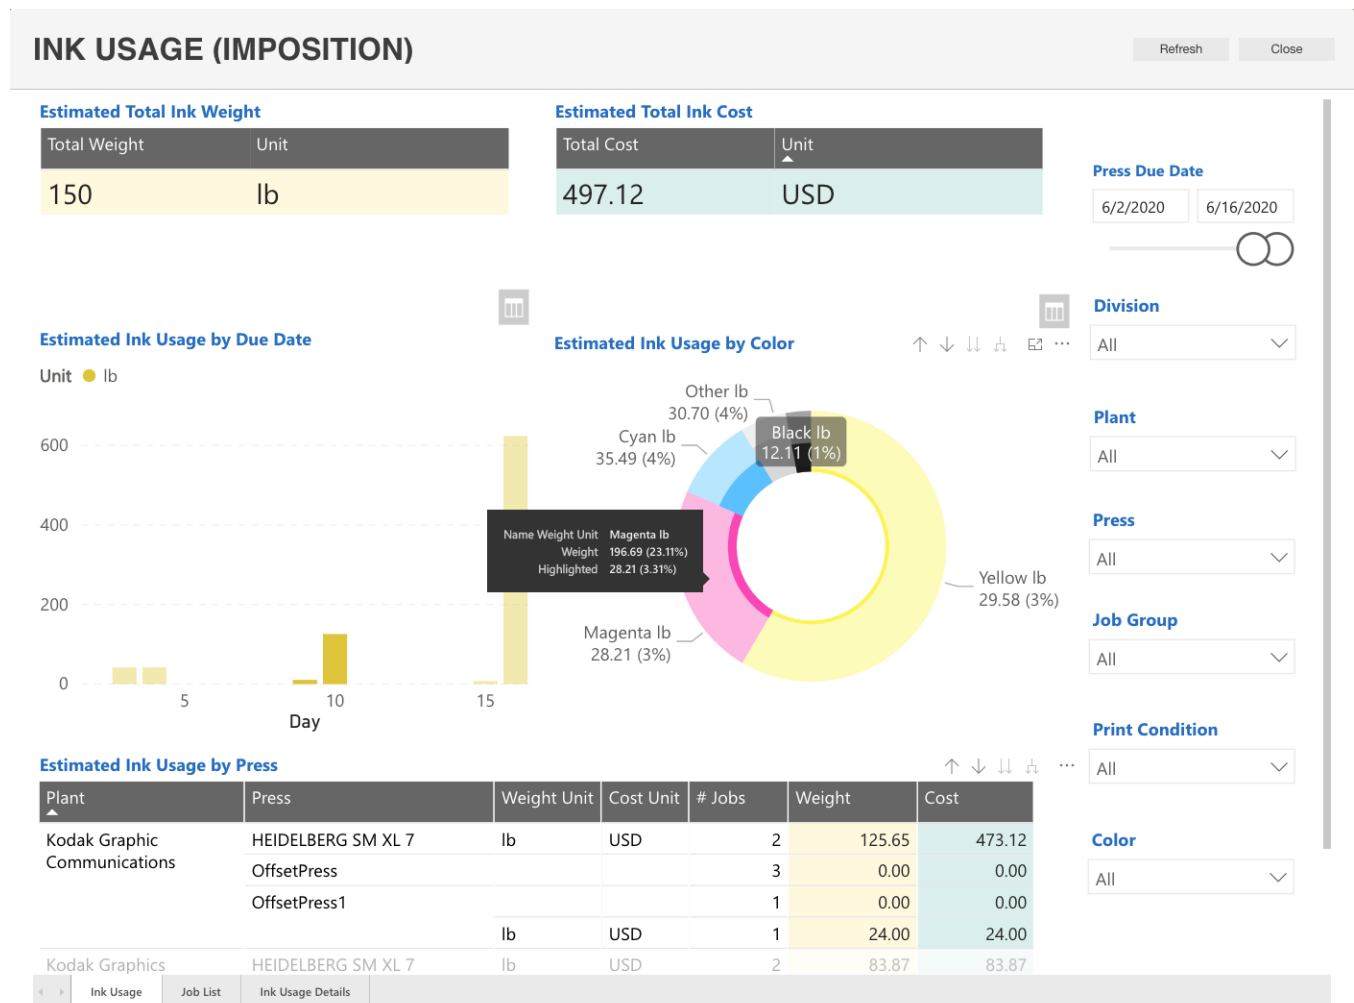 INK USAGE (IMPOSITION)
Refresh
Close
Estimated Total Ink Weight
Total Weight Unit
150 lb
Estimated Total Ink Cost
Total Cost Unit
497.12 USD
Press Due Date
6/2/2020 6/16/2020
Division
All
Plant
All
Press
All
Job Group
All
Print Condition
All
Color
All
Estimated Ink Usage by Due Date
Unit lb
600
400
200
0
5 10 15
Day
Estimated Ink Usage by Color
Other lb
30.70 (4%)
Black lb
12.11 (1%)
Cyan lb
35.49 (4%)
Name Weight Unit Magenta lb
Weight 196.69 (23.11%)
Highlighted 28.21 (3.31%)
Yellow lb
29.58 (3%)
Magenta lb
28.21 (3%)
Estimated Ink Usage by Press
Plant Press Weight Unit Cost Unit # Jobs Weight Cost
Kodak Graphic HEIDELBERG SM XL 7 lb USD 2 125.65 473.12
Communications
OffsetPress 3 0.00 0.00
OffsetPress1 1 0.00 0.00
lb USD 1 24.00 24.00
Kodak Graphics HEIDELBERG SM XL 7 lb USD 2 83.87 83.87
Ink Usage Job List Ink Usage Details